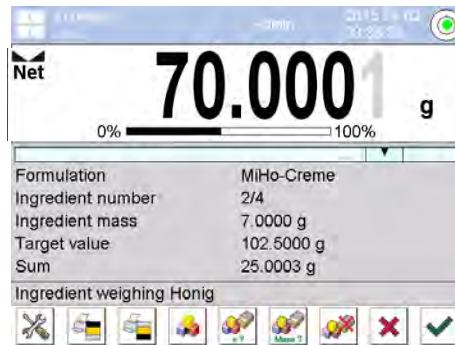 Net
70.0001 g
0% 100%
Formulation MiHo-Creme
Ingredient number 2/4
Ingredient mass 7.0000 g
Target value 102.5000 g
Sum 25.0003 g
Ingredient weighing Honig
Mass ?